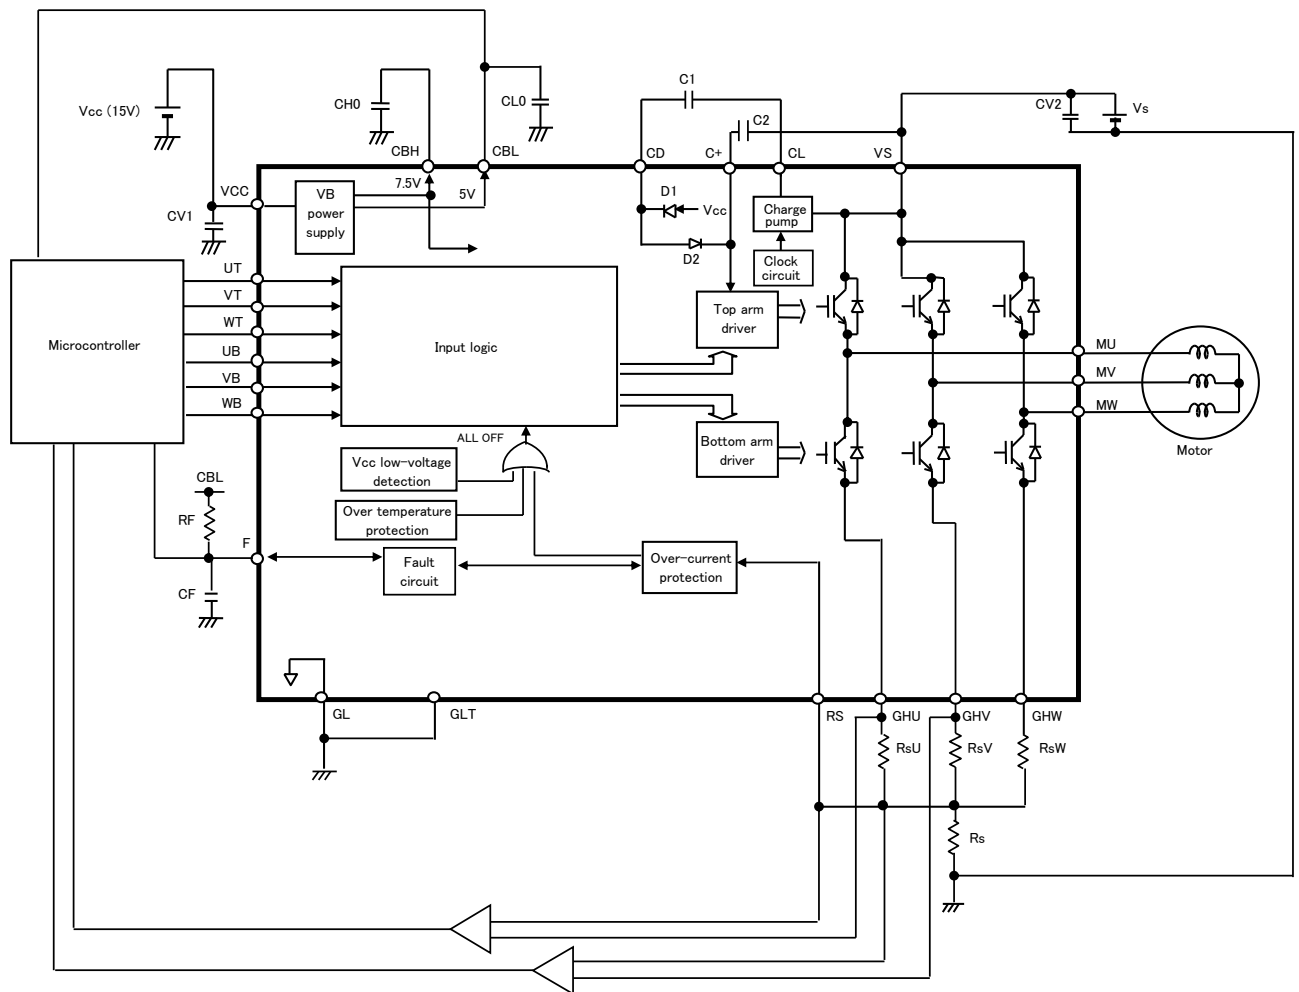 C1
Vcc (15V)
CH0
CL0
C2
CV2
Vs
CBH
CBL
CD
C+
CL
VS
VCC
7.5V
5V
VB
power
supply
D1
Vcc
Charge
pump
CV1
D2
Clock
circuit
UT
VT
WT
UB
VB
WB
Microcontroller
Input logic
Top arm
driver
MU
MV
MW
Motor
ALL OFF
Bottom arm
driver
Vcc low-voltage
detection
CBL
RF
Over temperature
protection
F
Fault
circuit
Over-current
protection
CF
GL
GLT
RS
GHU
GHV
GHW
RsU
RsV
RsW
Rs